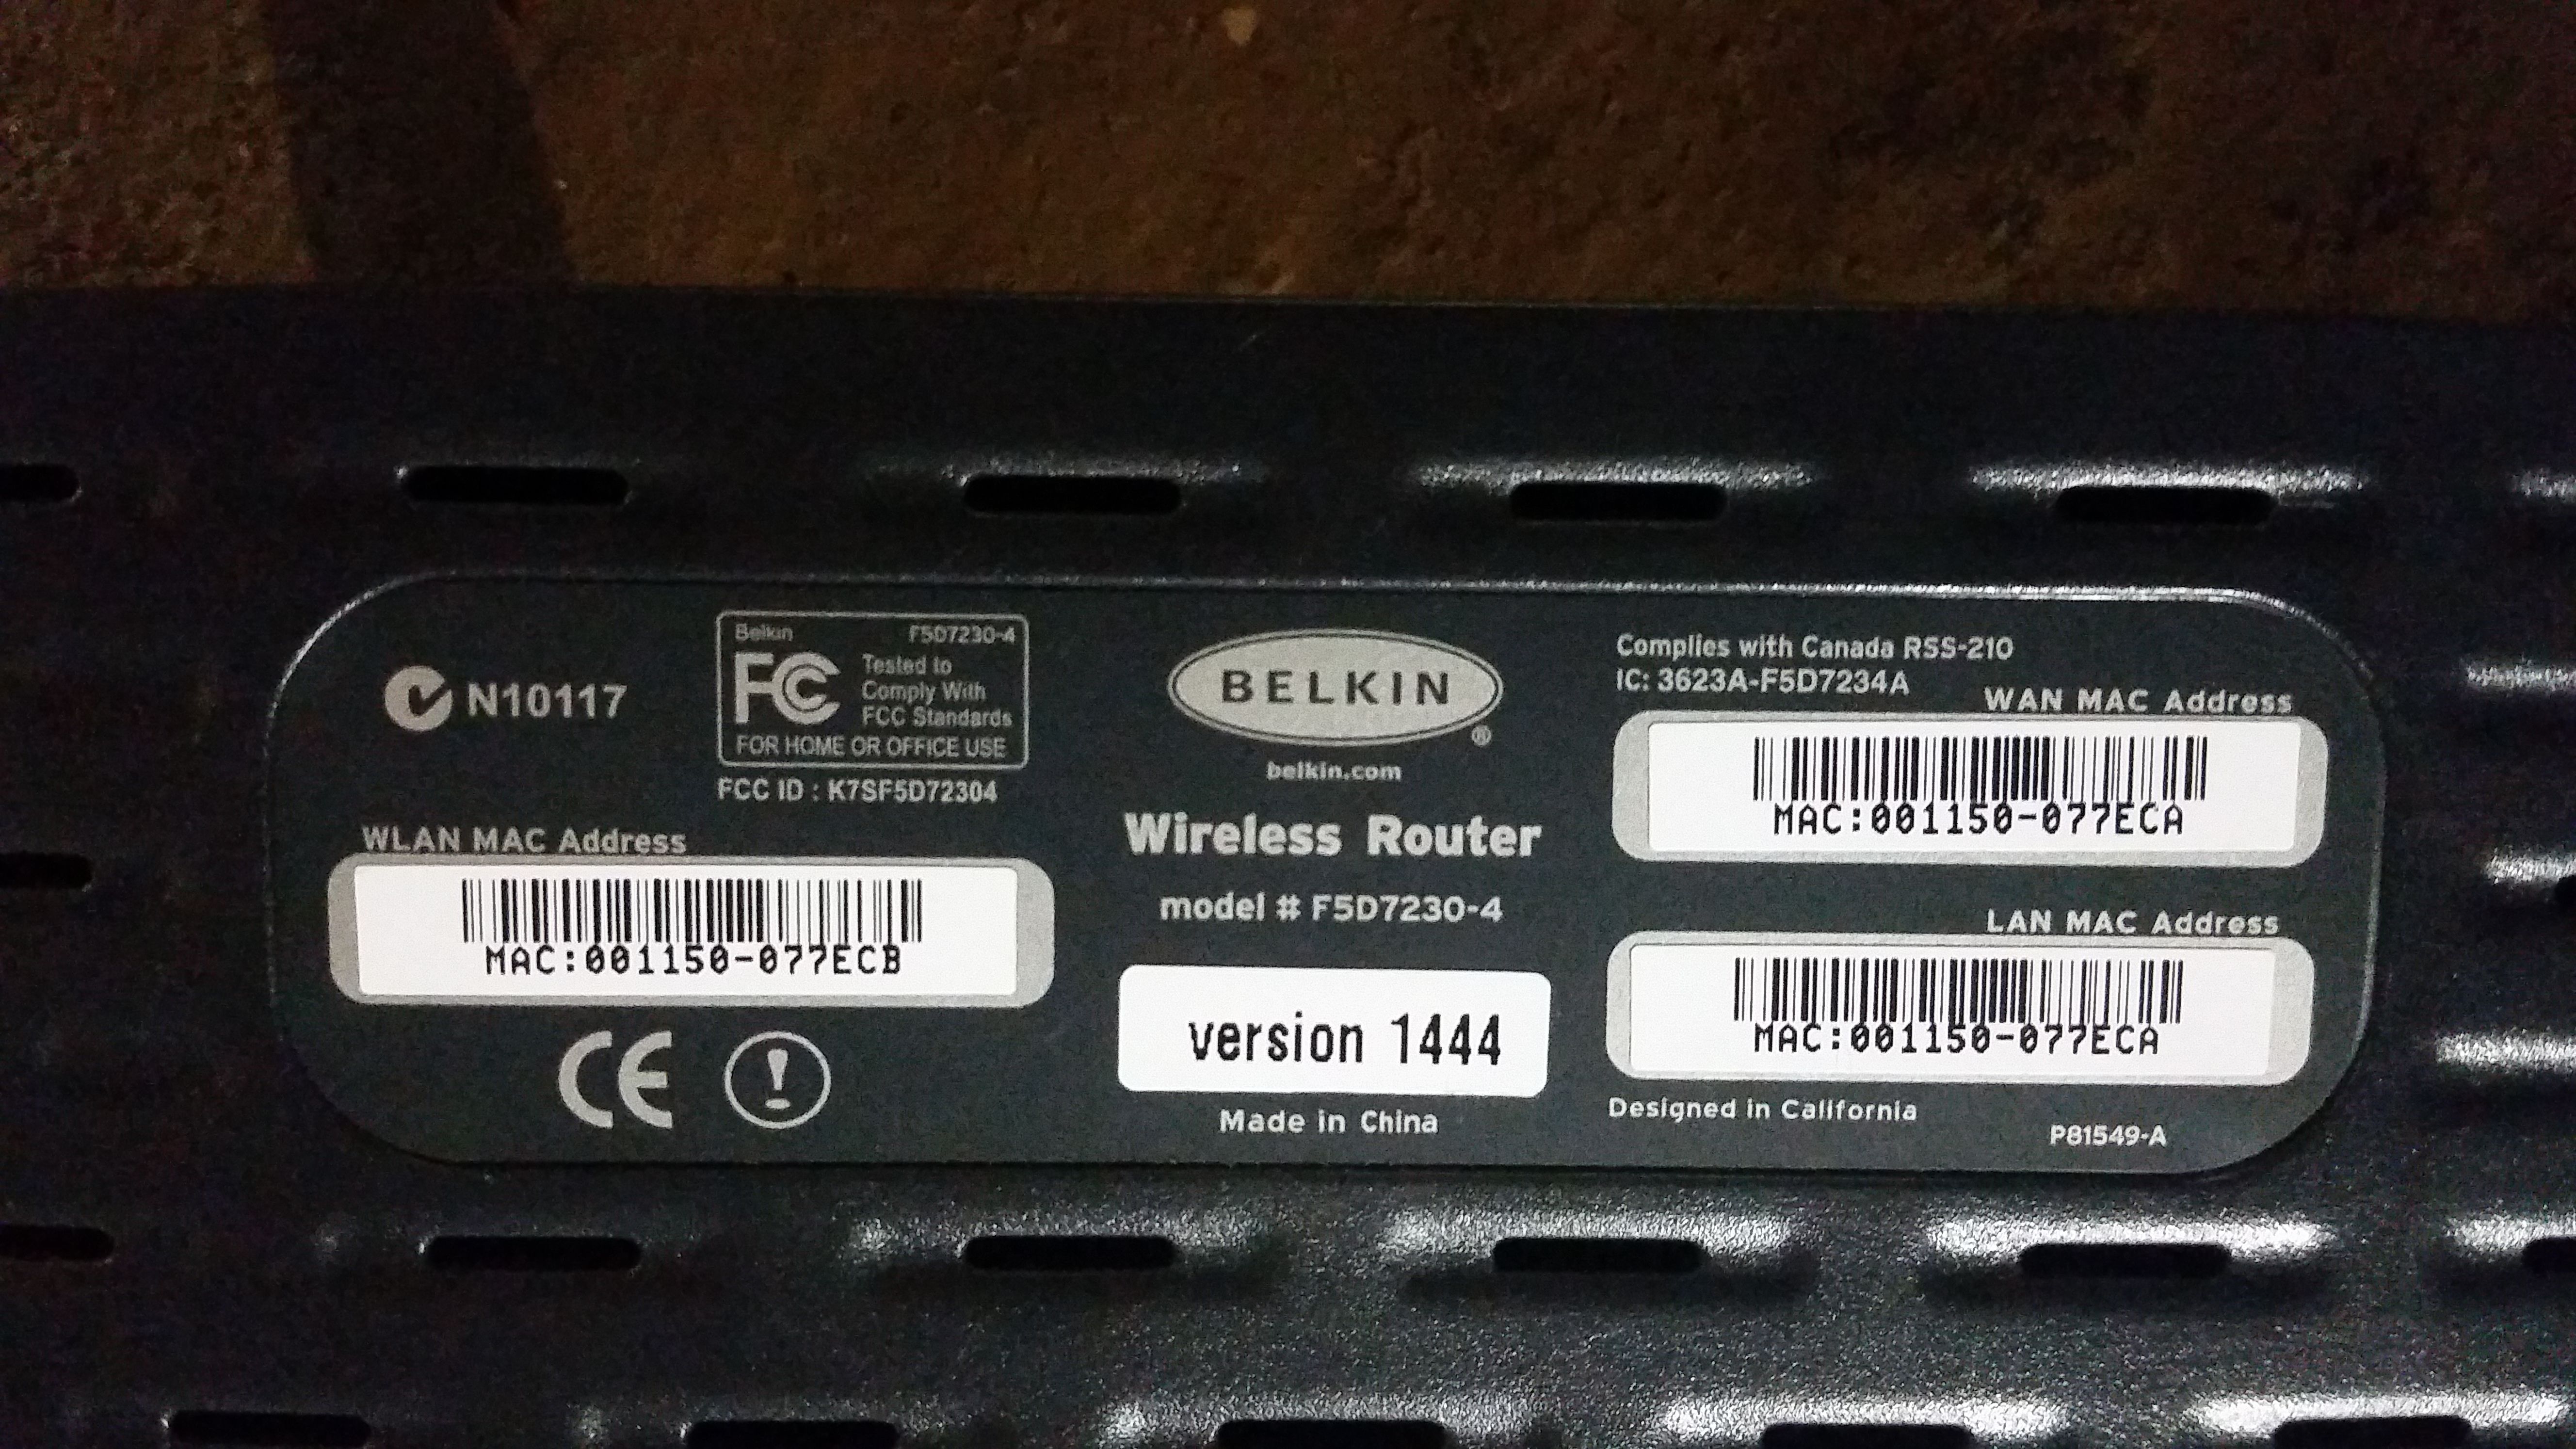 N10117
Belkin F5D7230-4
FC
Tested to
Comply With
FCC Standards
FOR HOME OR OFFICE USE
FCC ID : K7SF5D72304
WLAN MAC Address
MAC:001150-077ECB
CE
BELKIN®
belkin.com
Wireless Router
model # F5D7230-4
version 1444
Made in China
Complies with Canada RSS-210
IC: 3623A-F5D7234A
WAN MAC Address
MAC:001150-077ECA
LAN MAC Address
MAC:001150-077ECA
Designed in California
P81549-A